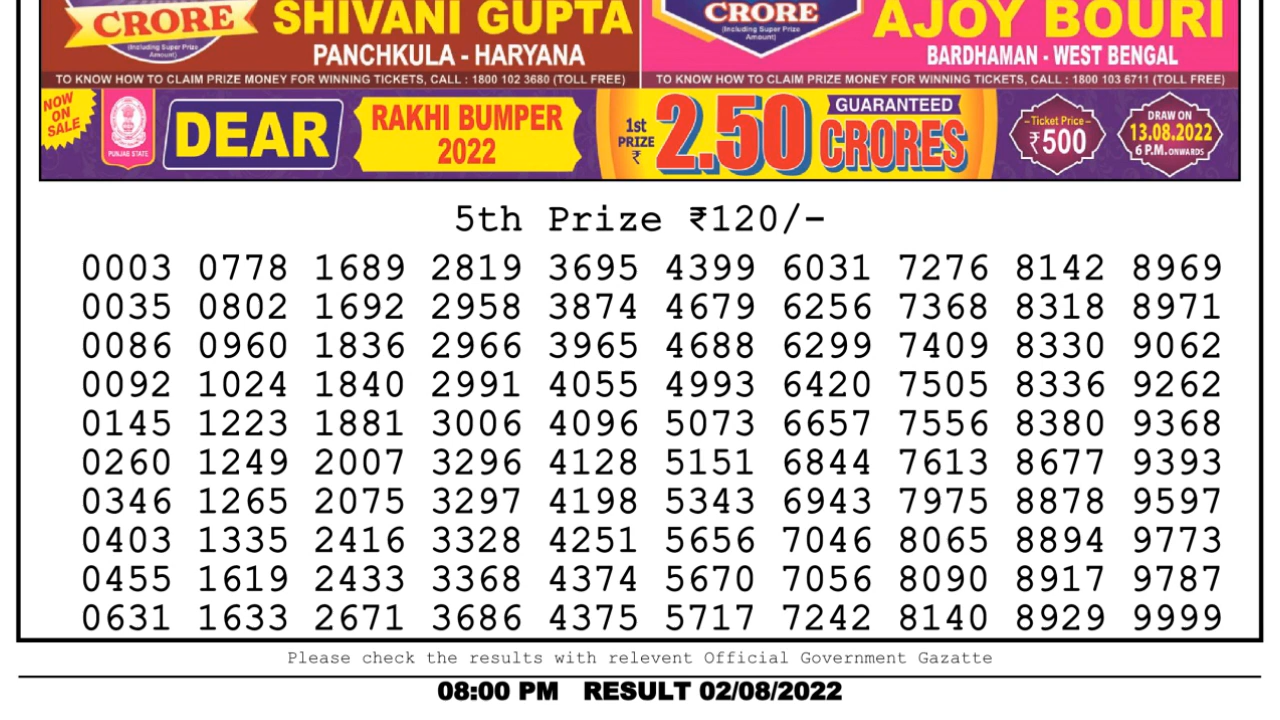 CRORE
(Including Super Prize
Amount)
SHIVANI GUPTA
PANCHKULA - HARYANA
TO KNOW HOW TO CLAIM PRIZE MONEY FOR WINNING TICKETS, CALL : 1800 102 3680 (TOLL FREE)
CRORE
(Including Super Prize
Amount)
AJOY BOURI
BARDHAMAN - WEST BENGAL
TO KNOW HOW TO CLAIM PRIZE MONEY FOR WINNING TICKETS, CALL : 1800 103 6711 (TOLL FREE)
NOW
ON
SALE
PUNJAB STATE
DEAR
RAKHI BUMPER
2022
1st
PRIZE
₹
2.50
GUARANTEED
CRORES
Ticket Price
₹500
DRAW ON
13.08.2022
6 P.M. ONWARDS
5th Prize ₹120/-
0003 0778 1689 2819 3695 4399 6031 7276 8142 8969
0035 0802 1692 2958 3874 4679 6256 7368 8318 8971
0086 0960 1836 2966 3965 4688 6299 7409 8330 9062
0092 1024 1840 2991 4055 4993 6420 7505 8336 9262
0145 1223 1881 3006 4096 5073 6657 7556 8380 9368
0260 1249 2007 3296 4128 5151 6844 7613 8677 9393
0346 1265 2075 3297 4198 5343 6943 7975 8878 9597
0403 1335 2416 3328 4251 5656 7046 8065 8894 9773
0455 1619 2433 3368 4374 5670 7056 8090 8917 9787
0631 1633 2671 3686 4375 5717 7242 8140 8929 9999
Please check the results with relevent Official Government Gazatte
08:00 PM RESULT 02/08/2022